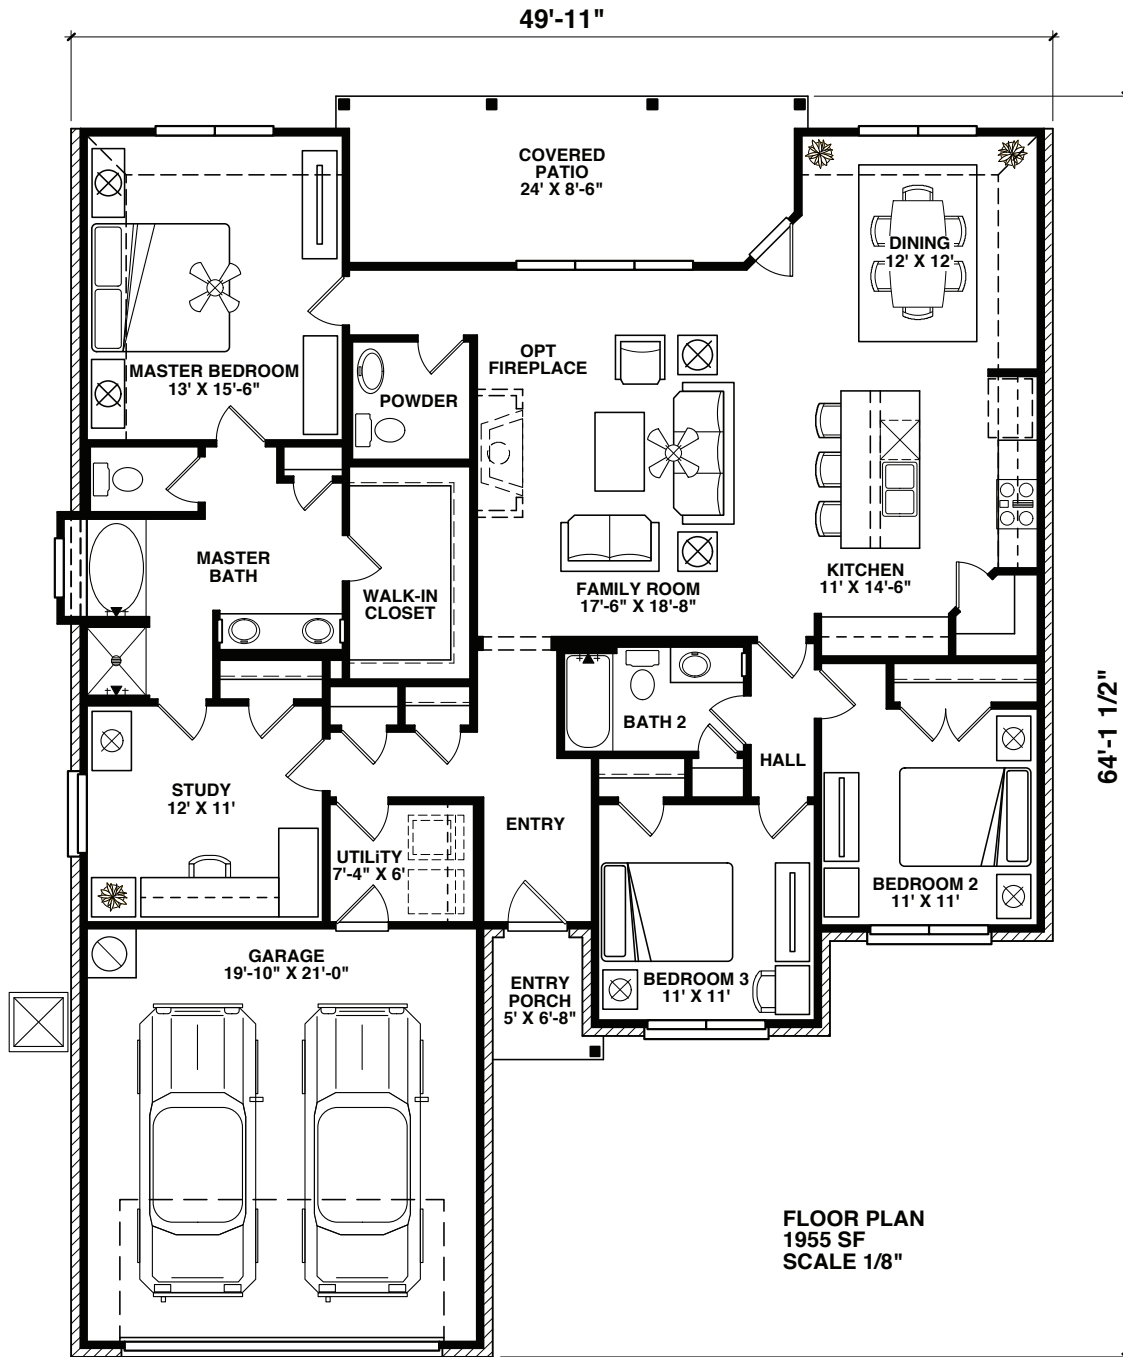 49'-11"
COVERED
PATIO
24' X 8'-6"
DINING
12' X 12'
OPT
FIREPLACE
MASTER BEDROOM
13' X 15'-6"
POWDER
MASTER
BATH
WALK-IN
CLOSET
FAMILY ROOM
17'-6" X 18'-8"
KITCHEN
11' X 14'-6"
BATH 2
HALL
64'-1 1/2"
STUDY
12' X 11'
ENTRY
UTILiTY
7'-4" X 6'
BEDROOM 2
11' X 11'
GARAGE
19'-10" X 21'-0"
ENTRY
PORCH
5' X 6'-8"
BEDROOM 3
11' X 11'
FLOOR PLAN
1955 SF
SCALE 1/8"